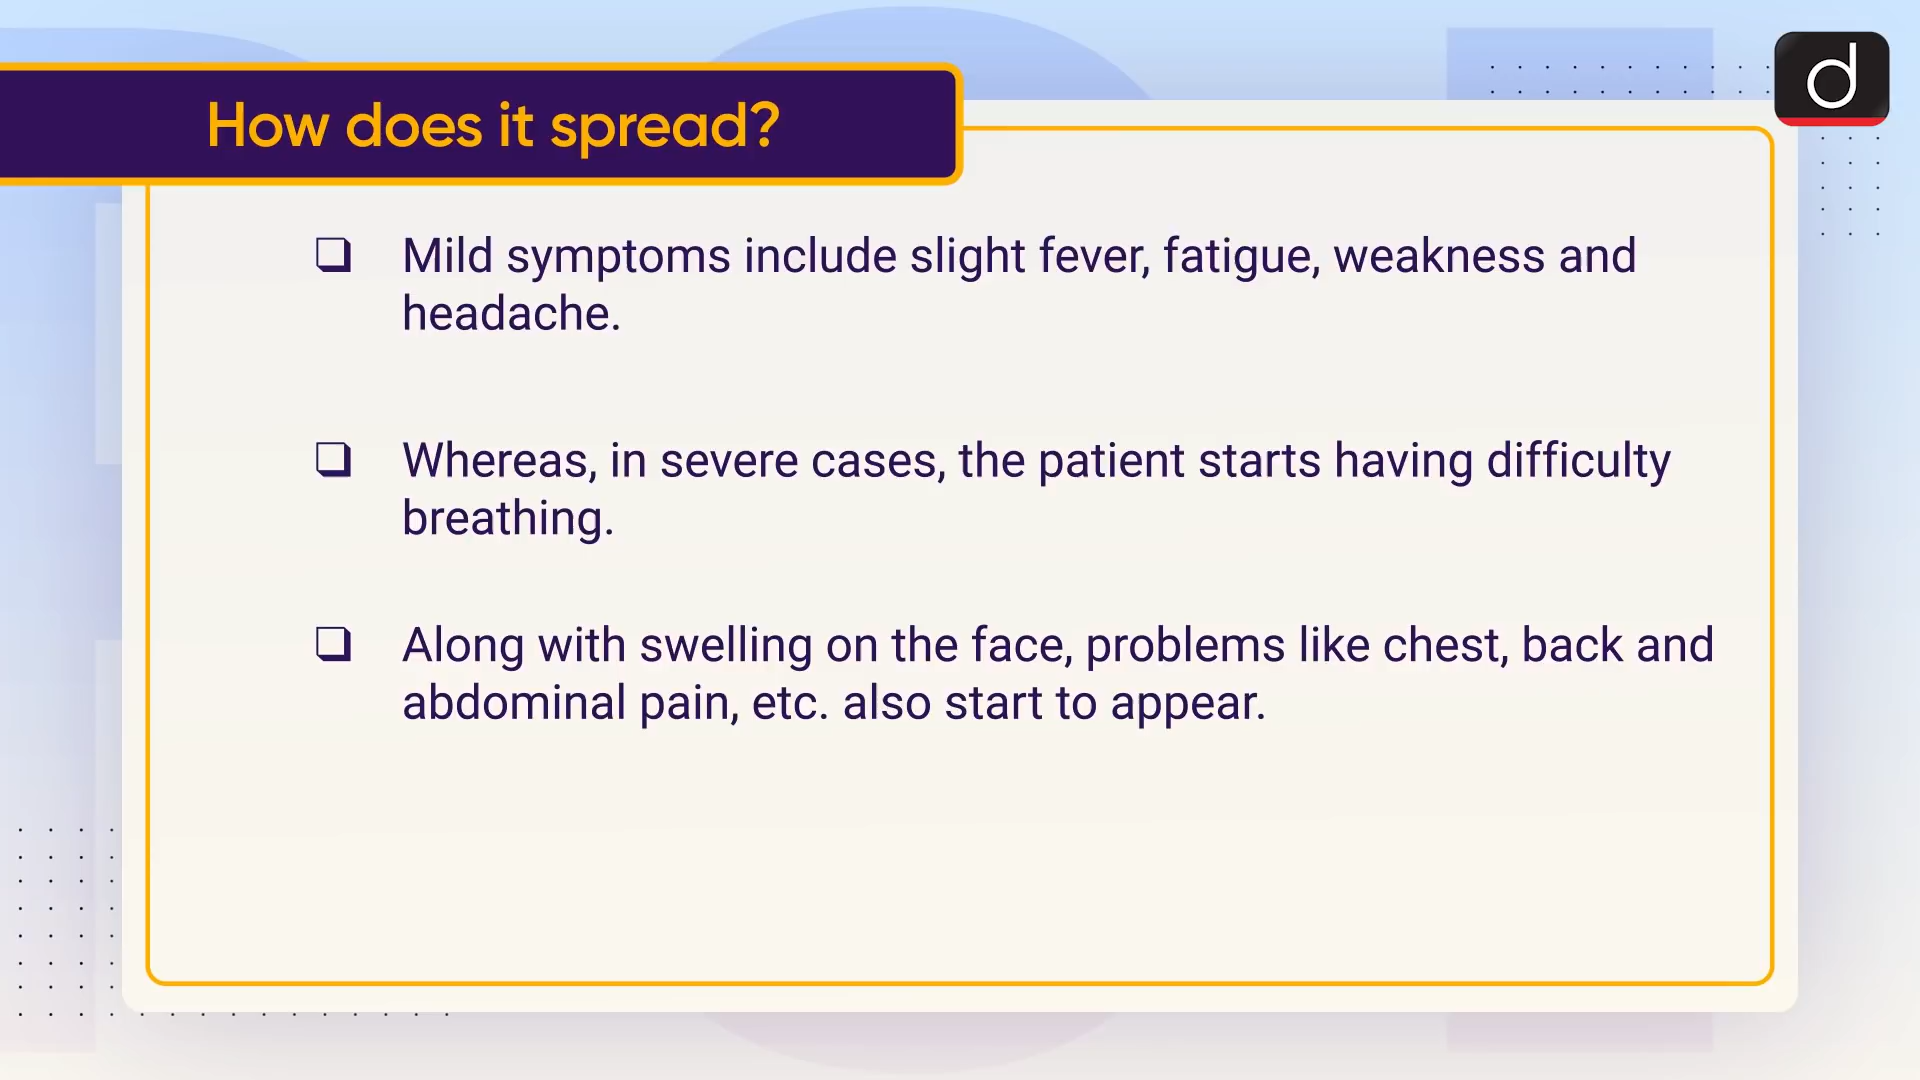 How does it spread?
d
Mild symptoms include slight fever, fatigue, weakness and
headache.
Whereas, in severe cases, the patient starts having difficulty
breathing.
Along with swelling on the face, problems like chest, back and
abdominal pain, etc. also start to appear.